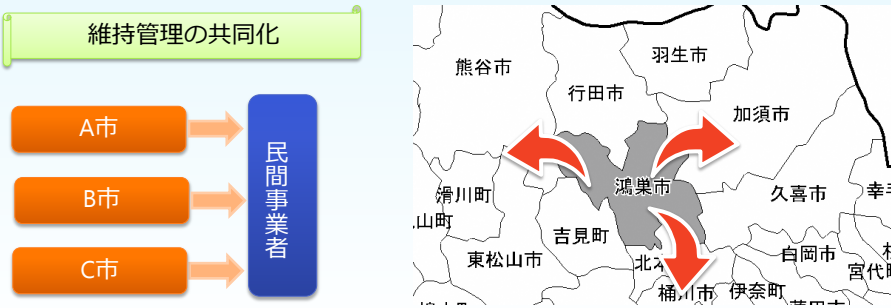 維持管理の共同化
A市
B市
C市
民間事業者
熊谷市
羽生市
行田市
加須市
鴻巣市
滑川町
久喜市
山町
吉見町
東松山市
白岡市
宮代
桶川市
伊奈町